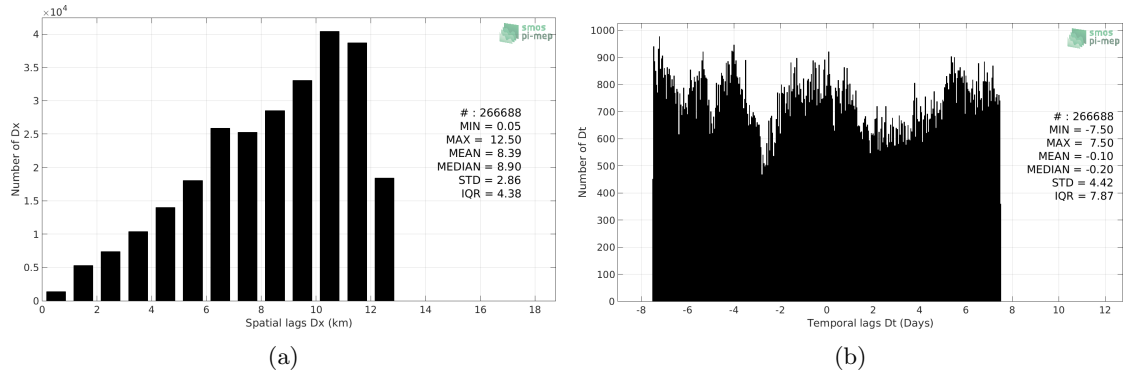 ×10⁴
smos
pi-mep
4
3.5
3
2.5
2
1.5
1
0.5
0
Number of Dx
# : 266688
MIN = 0.05
MAX = 12.50
MEAN = 8.39
MEDIAN = 8.90
STD = 2.86
IQR = 4.38
0 2 4 6 8 10 12 14 16 18
Spatial lags Dx (km)
(a)
smos
pi-mep
1000
900
800
700
600
500
400
300
200
100
0
Number of Dt
# : 266688
MIN = -7.50
MAX = 7.50
MEAN = -0.10
MEDIAN = -0.20
STD = 4.42
IQR = 7.87
-8 -6 -4 -2 0 2 4 6 8 10 12
Temporal lags Dt (Days)
(b)